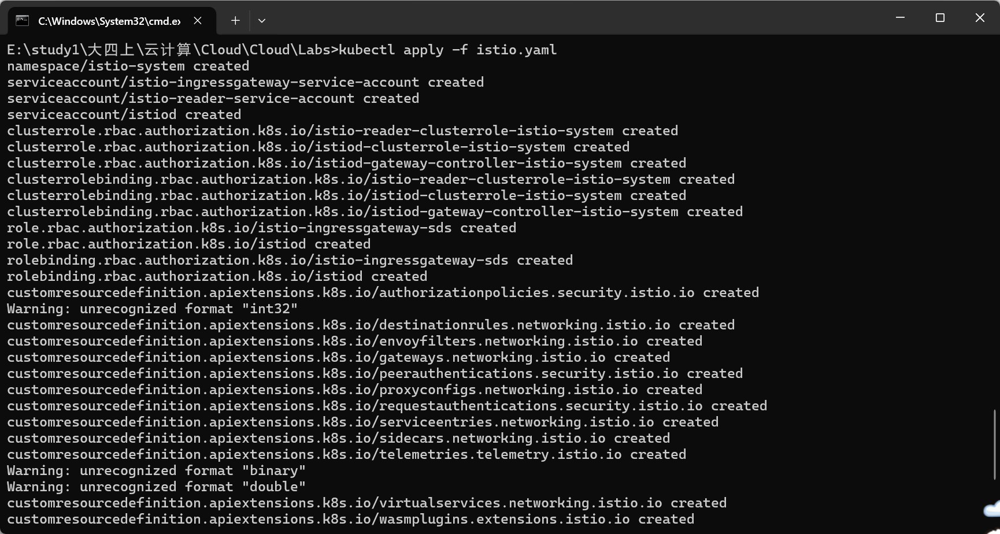 C:\Windows\System32\cmd.ex
E:\study1\大四上\云计算\Cloud\Cloud\Labs>kubectl apply -f istio.yaml
namespace/istio-system created
serviceaccount/istio-ingressgateway-service-account created
serviceaccount/istio-reader-service-account created
serviceaccount/istiod created
clusterrole.rbac.authorization.k8s.io/istio-reader-clusterrole-istio-system created
clusterrole.rbac.authorization.k8s.io/istiod-clusterrole-istio-system created
clusterrole.rbac.authorization.k8s.io/istiod-gateway-controller-istio-system created
clusterrolebinding.rbac.authorization.k8s.io/istio-reader-clusterrole-istio-system created
clusterrolebinding.rbac.authorization.k8s.io/istiod-clusterrole-istio-system created
clusterrolebinding.rbac.authorization.k8s.io/istiod-gateway-controller-istio-system created
role.rbac.authorization.k8s.io/istio-ingressgateway-sds created
role.rbac.authorization.k8s.io/istiod created
rolebinding.rbac.authorization.k8s.io/istio-ingressgateway-sds created
rolebinding.rbac.authorization.k8s.io/istiod created
customresourcedefinition.apiextensions.k8s.io/authorizationpolicies.security.istio.io created
Warning: unrecognized format "int32"
customresourcedefinition.apiextensions.k8s.io/destinationrules.networking.istio.io created
customresourcedefinition.apiextensions.k8s.io/envoyfilters.networking.istio.io created
customresourcedefinition.apiextensions.k8s.io/gateways.networking.istio.io created
customresourcedefinition.apiextensions.k8s.io/peerauthentications.security.istio.io created
customresourcedefinition.apiextensions.k8s.io/proxyconfigs.networking.istio.io created
customresourcedefinition.apiextensions.k8s.io/requestauthentications.security.istio.io created
customresourcedefinition.apiextensions.k8s.io/serviceentries.networking.istio.io created
customresourcedefinition.apiextensions.k8s.io/sidecars.networking.istio.io created
customresourcedefinition.apiextensions.k8s.io/telemetries.telemetry.istio.io created
Warning: unrecognized format "binary"
Warning: unrecognized format "double"
customresourcedefinition.apiextensions.k8s.io/virtualservices.networking.istio.io created
customresourcedefinition.apiextensions.k8s.io/wasmplugins.extensions.istio.io created